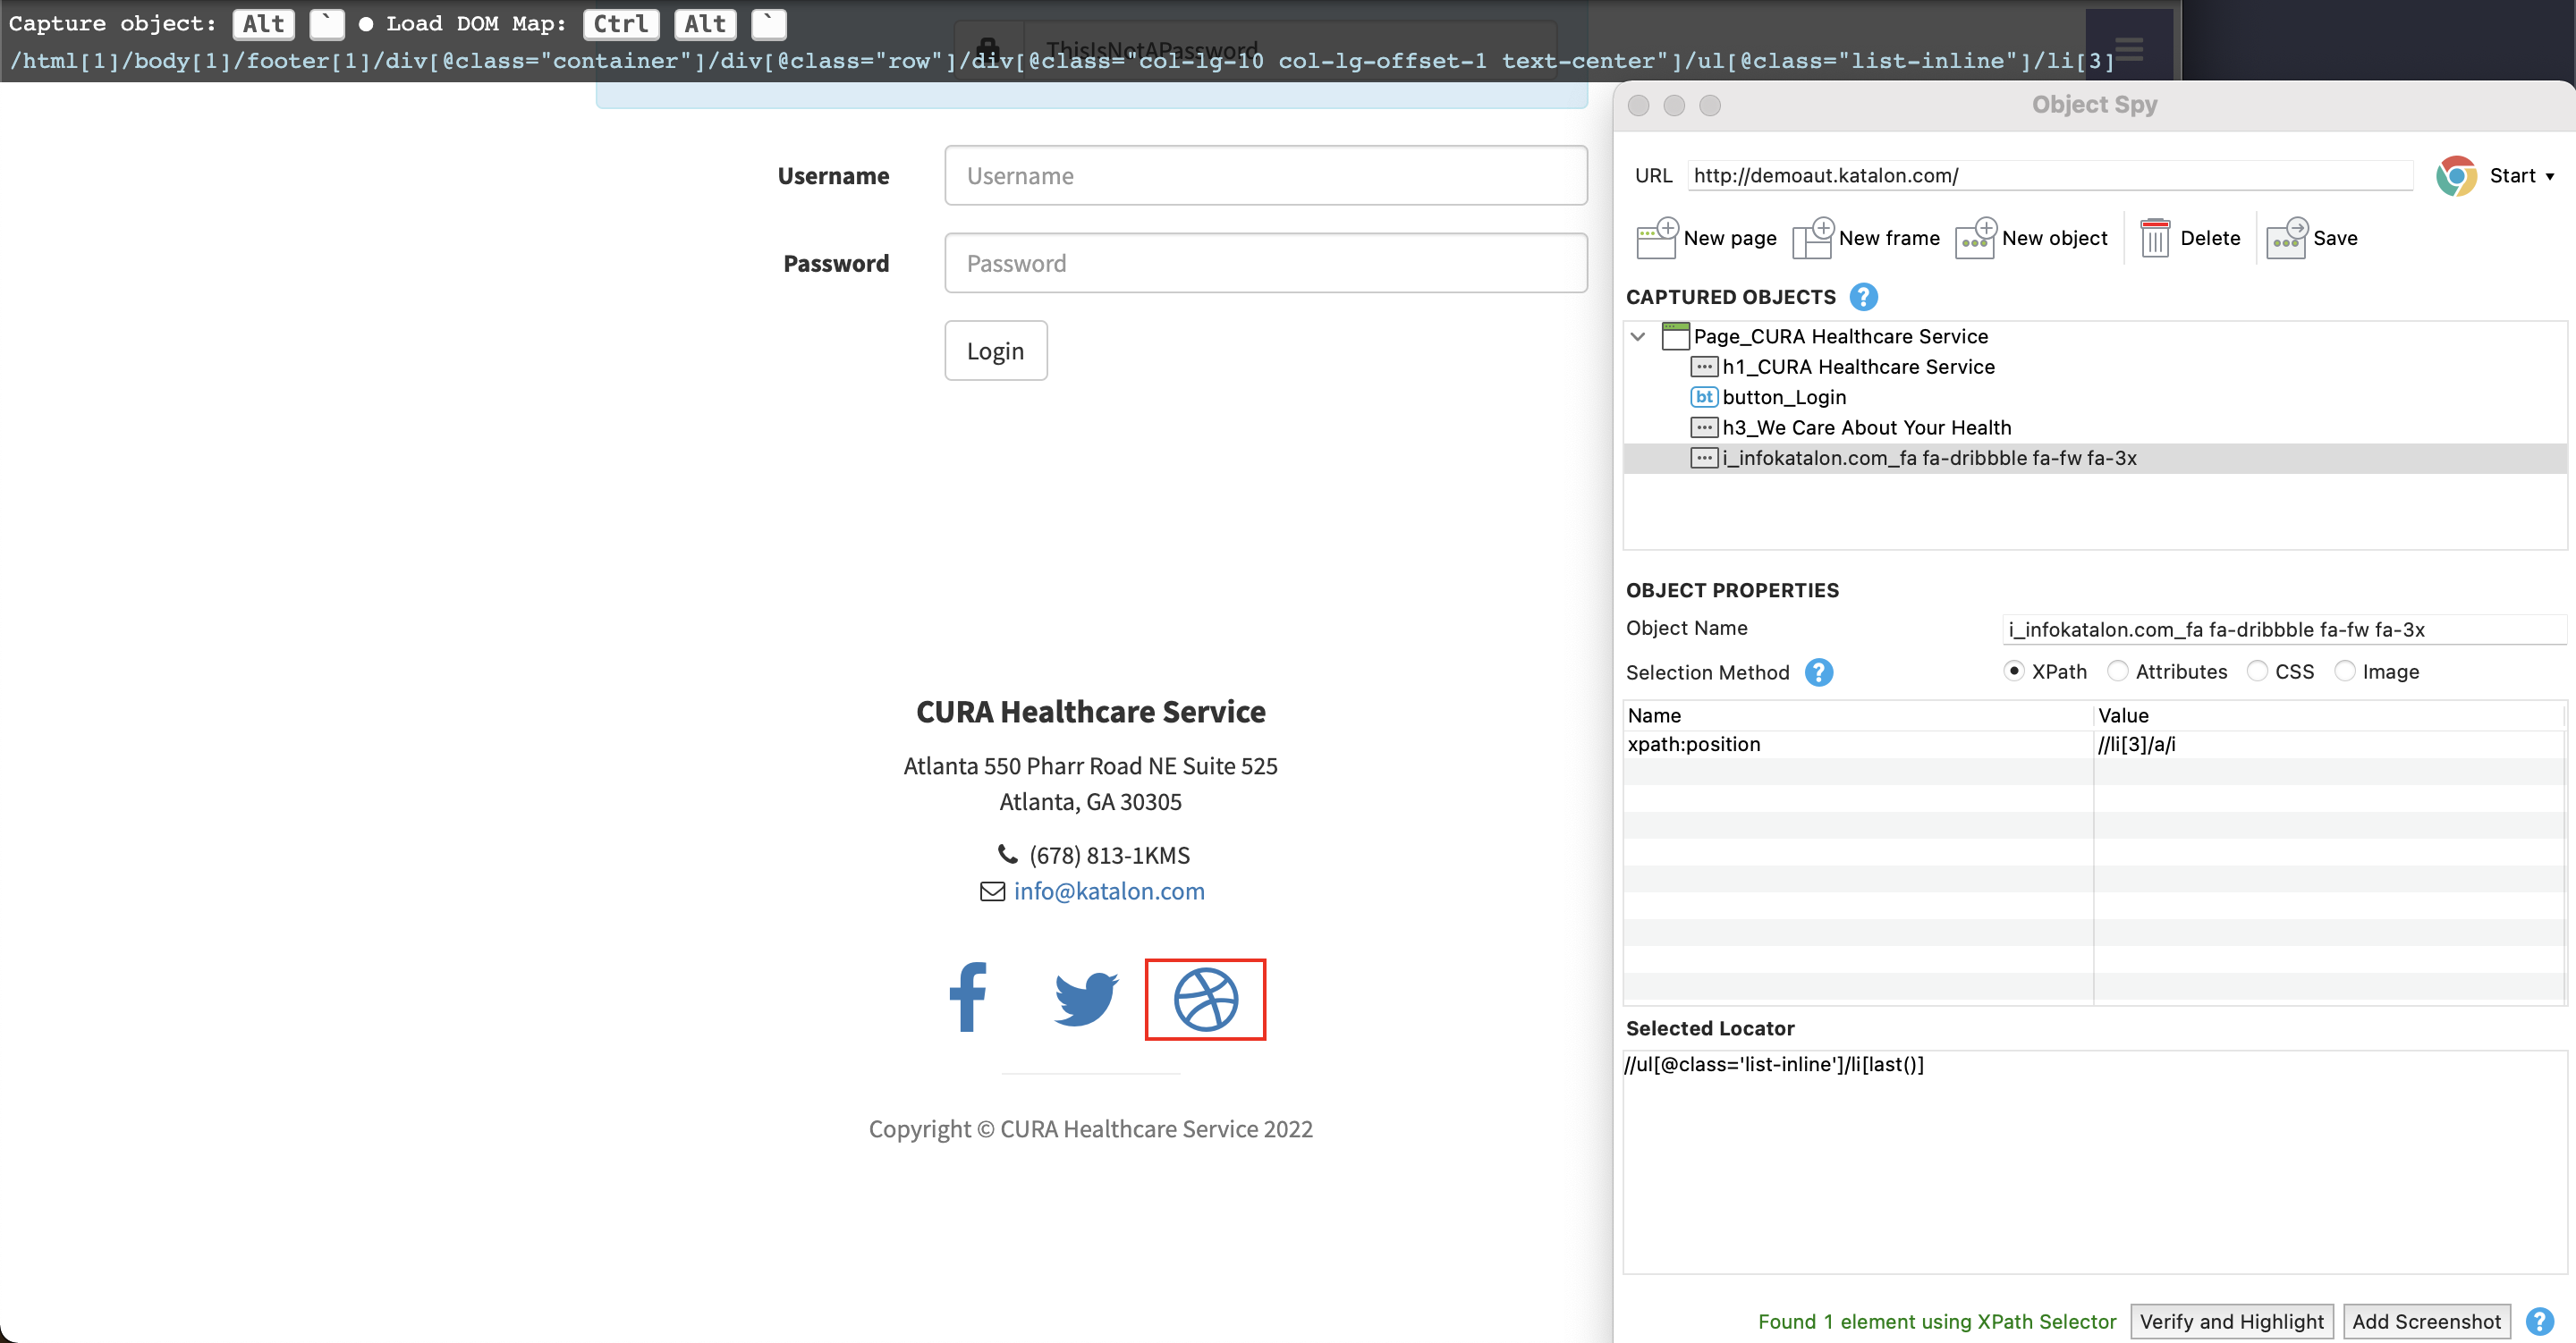 Capture object: Alt ` ● Load DOM Map: Ctrl Alt `
ThisIsNotAPassword
/html[1]/body[1]/footer[1]/div[@class="container"]/div[@class="row"]/div[@class="col-lg-10 col-lg-offset-1 text-center"]/ul[@class="list-inline"]/li[3]
Username Username
Password Password
Login
CURA Healthcare Service
Atlanta 550 Pharr Road NE Suite 525
Atlanta, GA 30305
(678) 813-1KMS
info@katalon.com
Copyright © CURA Healthcare Service 2022
Object Spy
URL http://demoaut.katalon.com/ Start
New page New frame New object Delete Save
CAPTURED OBJECTS ?
Page_CURA Healthcare Service
h1_CURA Healthcare Service
bt button_Login
h3_We Care About Your Health
i_infokatalon.com_fa fa-dribbble fa-fw fa-3x
OBJECT PROPERTIES
Object Name i_infokatalon.com_fa fa-dribbble fa-fw fa-3x
Selection Method ? XPath Attributes CSS Image
Name Value
xpath:position //li[3]/a/i
Selected Locator
//ul[@class='list-inline']/li[last()]
Found 1 element using XPath Selector Verify and Highlight Add Screenshot ?